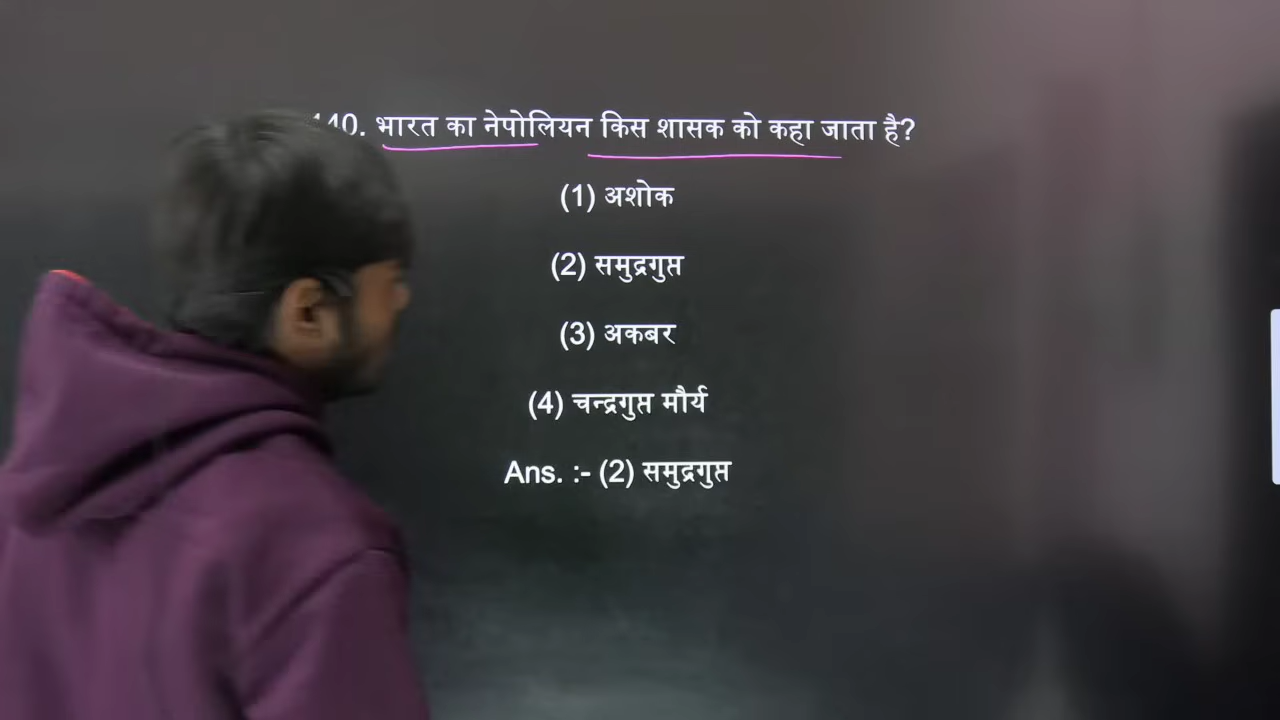 140. भारत का नेपोलियन किस शासक को कहा जाता है?
(1) अशोक
(2) समुद्रगुप्त
(3) अकबर
(4) चन्द्रगुप्त मौर्य
Ans. :- (2) समुद्रगुप्त